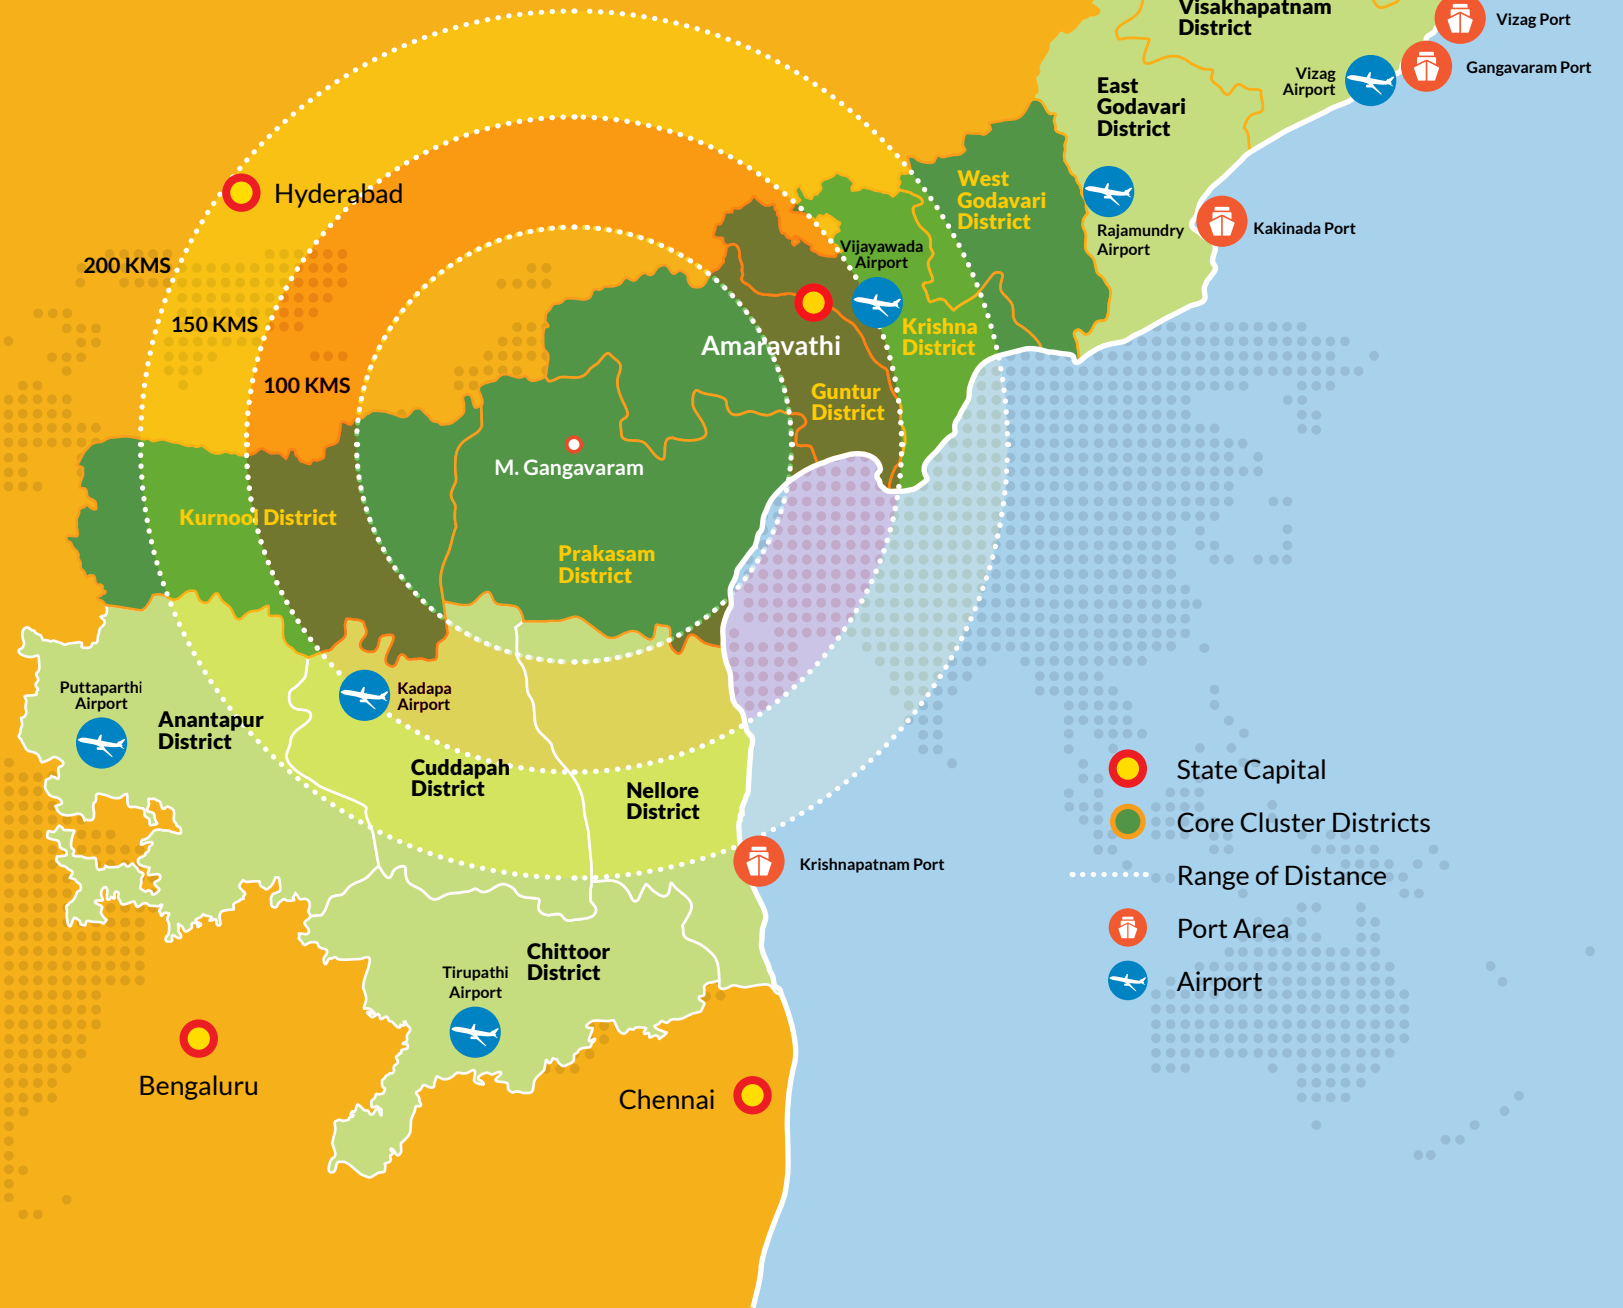 Visakhapatnam
District
Vizag Port
Gangavaram Port
Vizag
Airport
East
Godavari
District
West
Godavari
District
Hyderabad
Rajamundry
Airport
Kakinada Port
Vijayawada
Airport
200 KMS
150 KMS
100 KMS
Krishna
District
Amaravathi
Guntur
District
M. Gangavaram
Kurnool District
Prakasam
District
Puttaparthi
Airport
Anantapur
District
Kadapa
Airport
Cuddapah
District
Nellore
District
Krishnapatnam Port
State Capital
Core Cluster Districts
Range of Distance
Port Area
Airport
Chittoor
District
Tirupathi
Airport
Bengaluru
Chennai